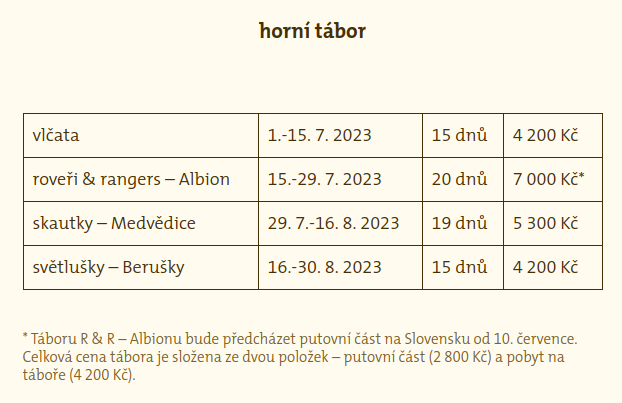 horní tábor
vlčata 1.-15. 7. 2023 15 dnů 4 200 Kč
roveři & rangers – Albion 15.-29. 7. 2023 20 dnů 7 000 Kč*
skautky – Medvědice 29. 7.-16. 8. 2023 19 dnů 5 300 Kč
světlušky – Berušky 16.-30. 8. 2023 15 dnů 4 200 Kč
* Táboru R & R – Albionu bude předcházet putovní část na Slovensku od 10. července.
Celková cena tábora je složena ze dvou položek – putovní část (2 800 Kč) a pobyt na
táboře (4 200 Kč).